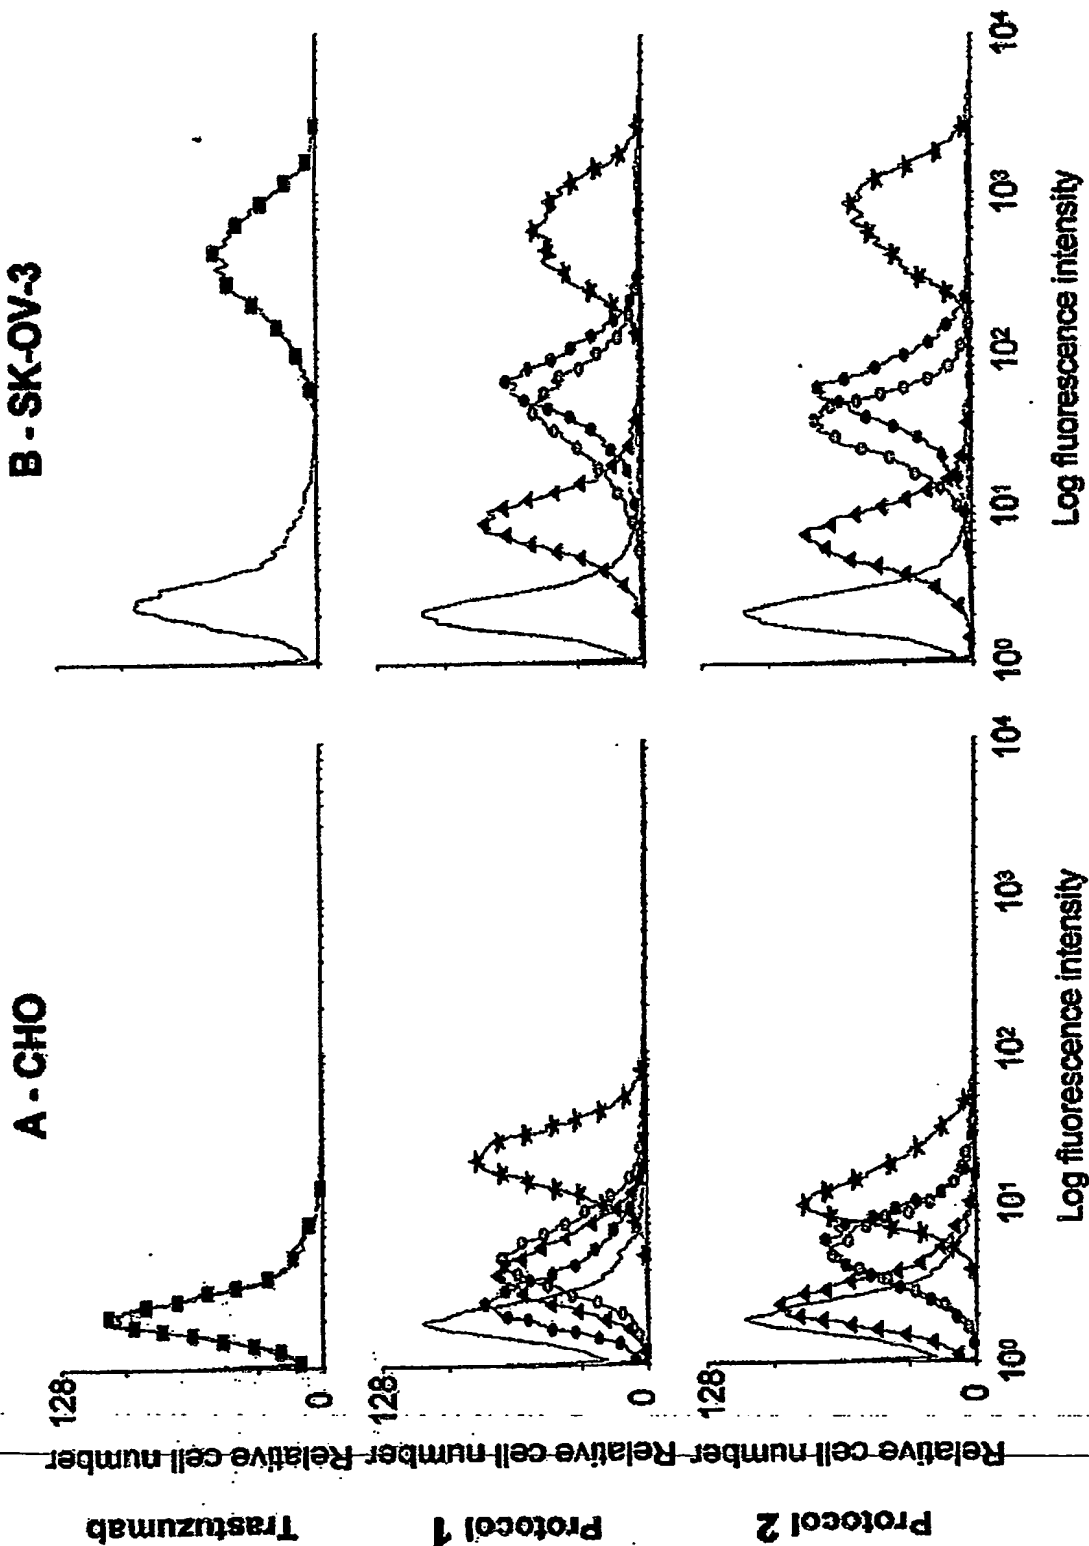 A - CHO
B - SK-OV-3
Trastuzumab
Relative cell number
128
0
Protocol 1
Relative cell number
128
0
Protocol 2
Relative cell number
128
0
10⁰
10¹
10²
10³
10⁴
10⁰
10¹
10²
10³
10⁴
Log fluorescence intensity
Log fluorescence intensity